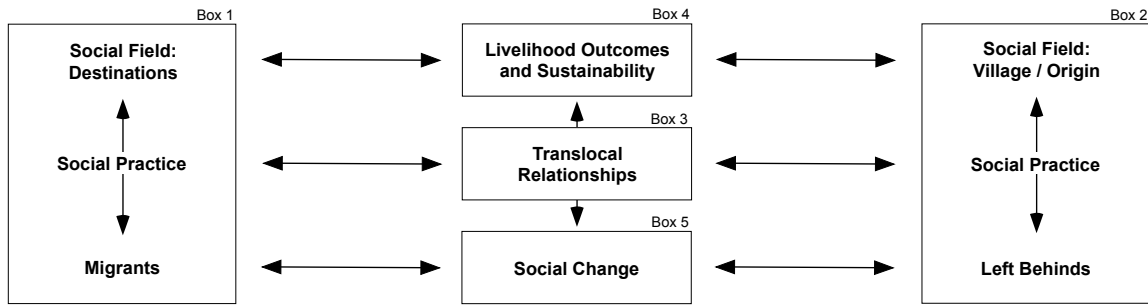 Box 1
Social Field:
Destinations
Social Practice
Migrants
Box 4
Livelihood Outcomes
and Sustainability
Box 3
Translocal
Relationships
Box 5
Social Change
Box 2
Social Field:
Village / Origin
Social Practice
Left Behinds